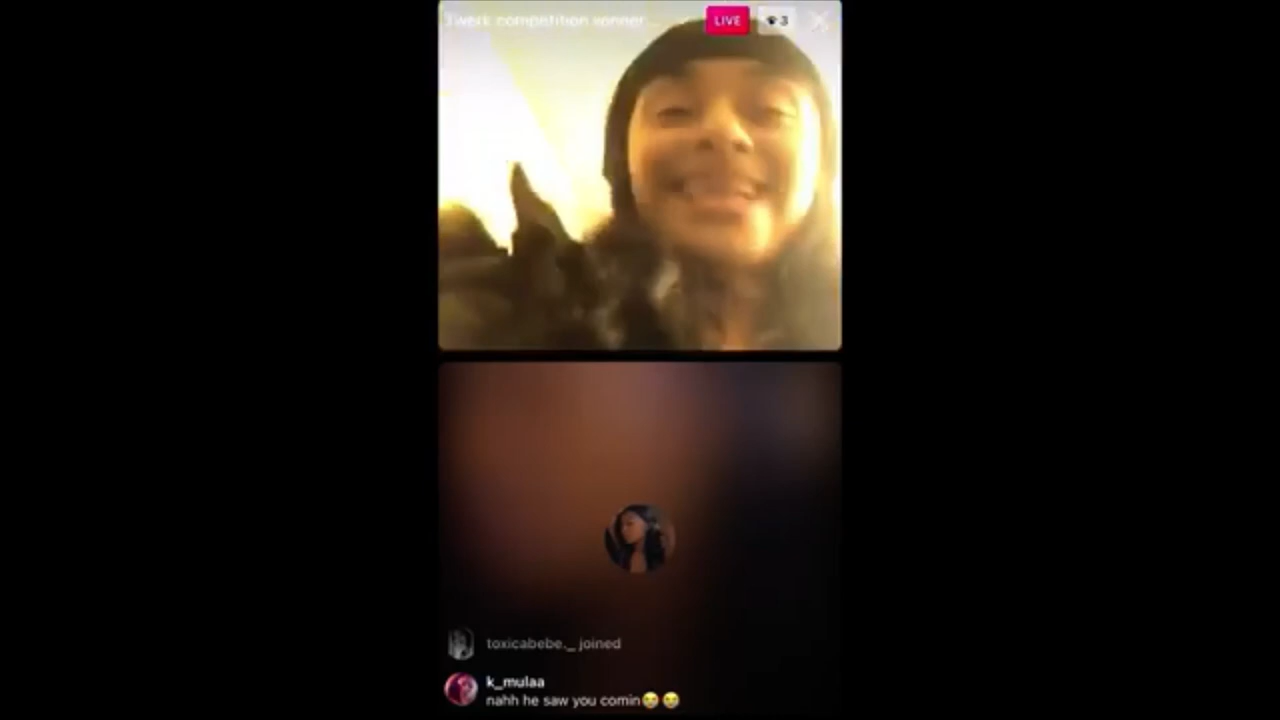 Twerk competition winner...
LIVE
3
toxicabebe._ joined
k_mulaa
nahh he saw you comin😭😭